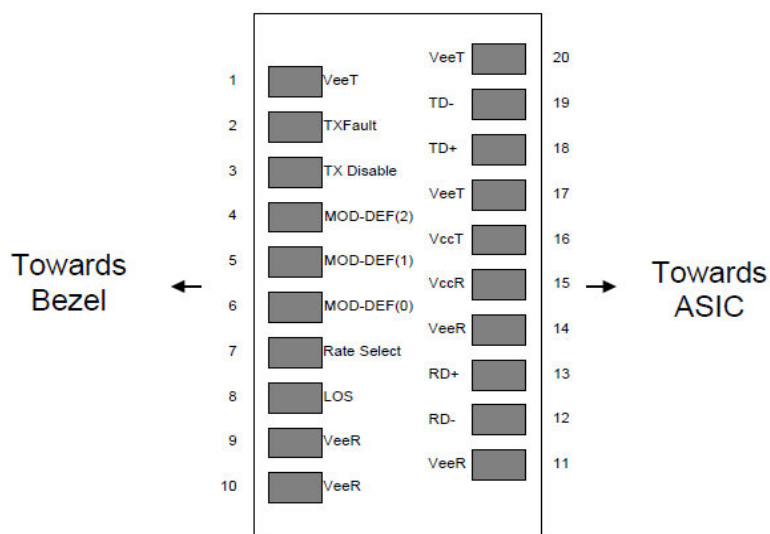 VeeT 20
1 VeeT
TD- 19
2 TXFault
TD+ 18
3 TX Disable
VeeT 17
4 MOD-DEF(2)
VccT 16
5 MOD-DEF(1)
VccR 15
6 MOD-DEF(0)
VeeR 14
7 Rate Select
RD+ 13
8 LOS
RD- 12
9 VeeR
VeeR 11
10 VeeR
Towards
Bezel
Towards
ASIC